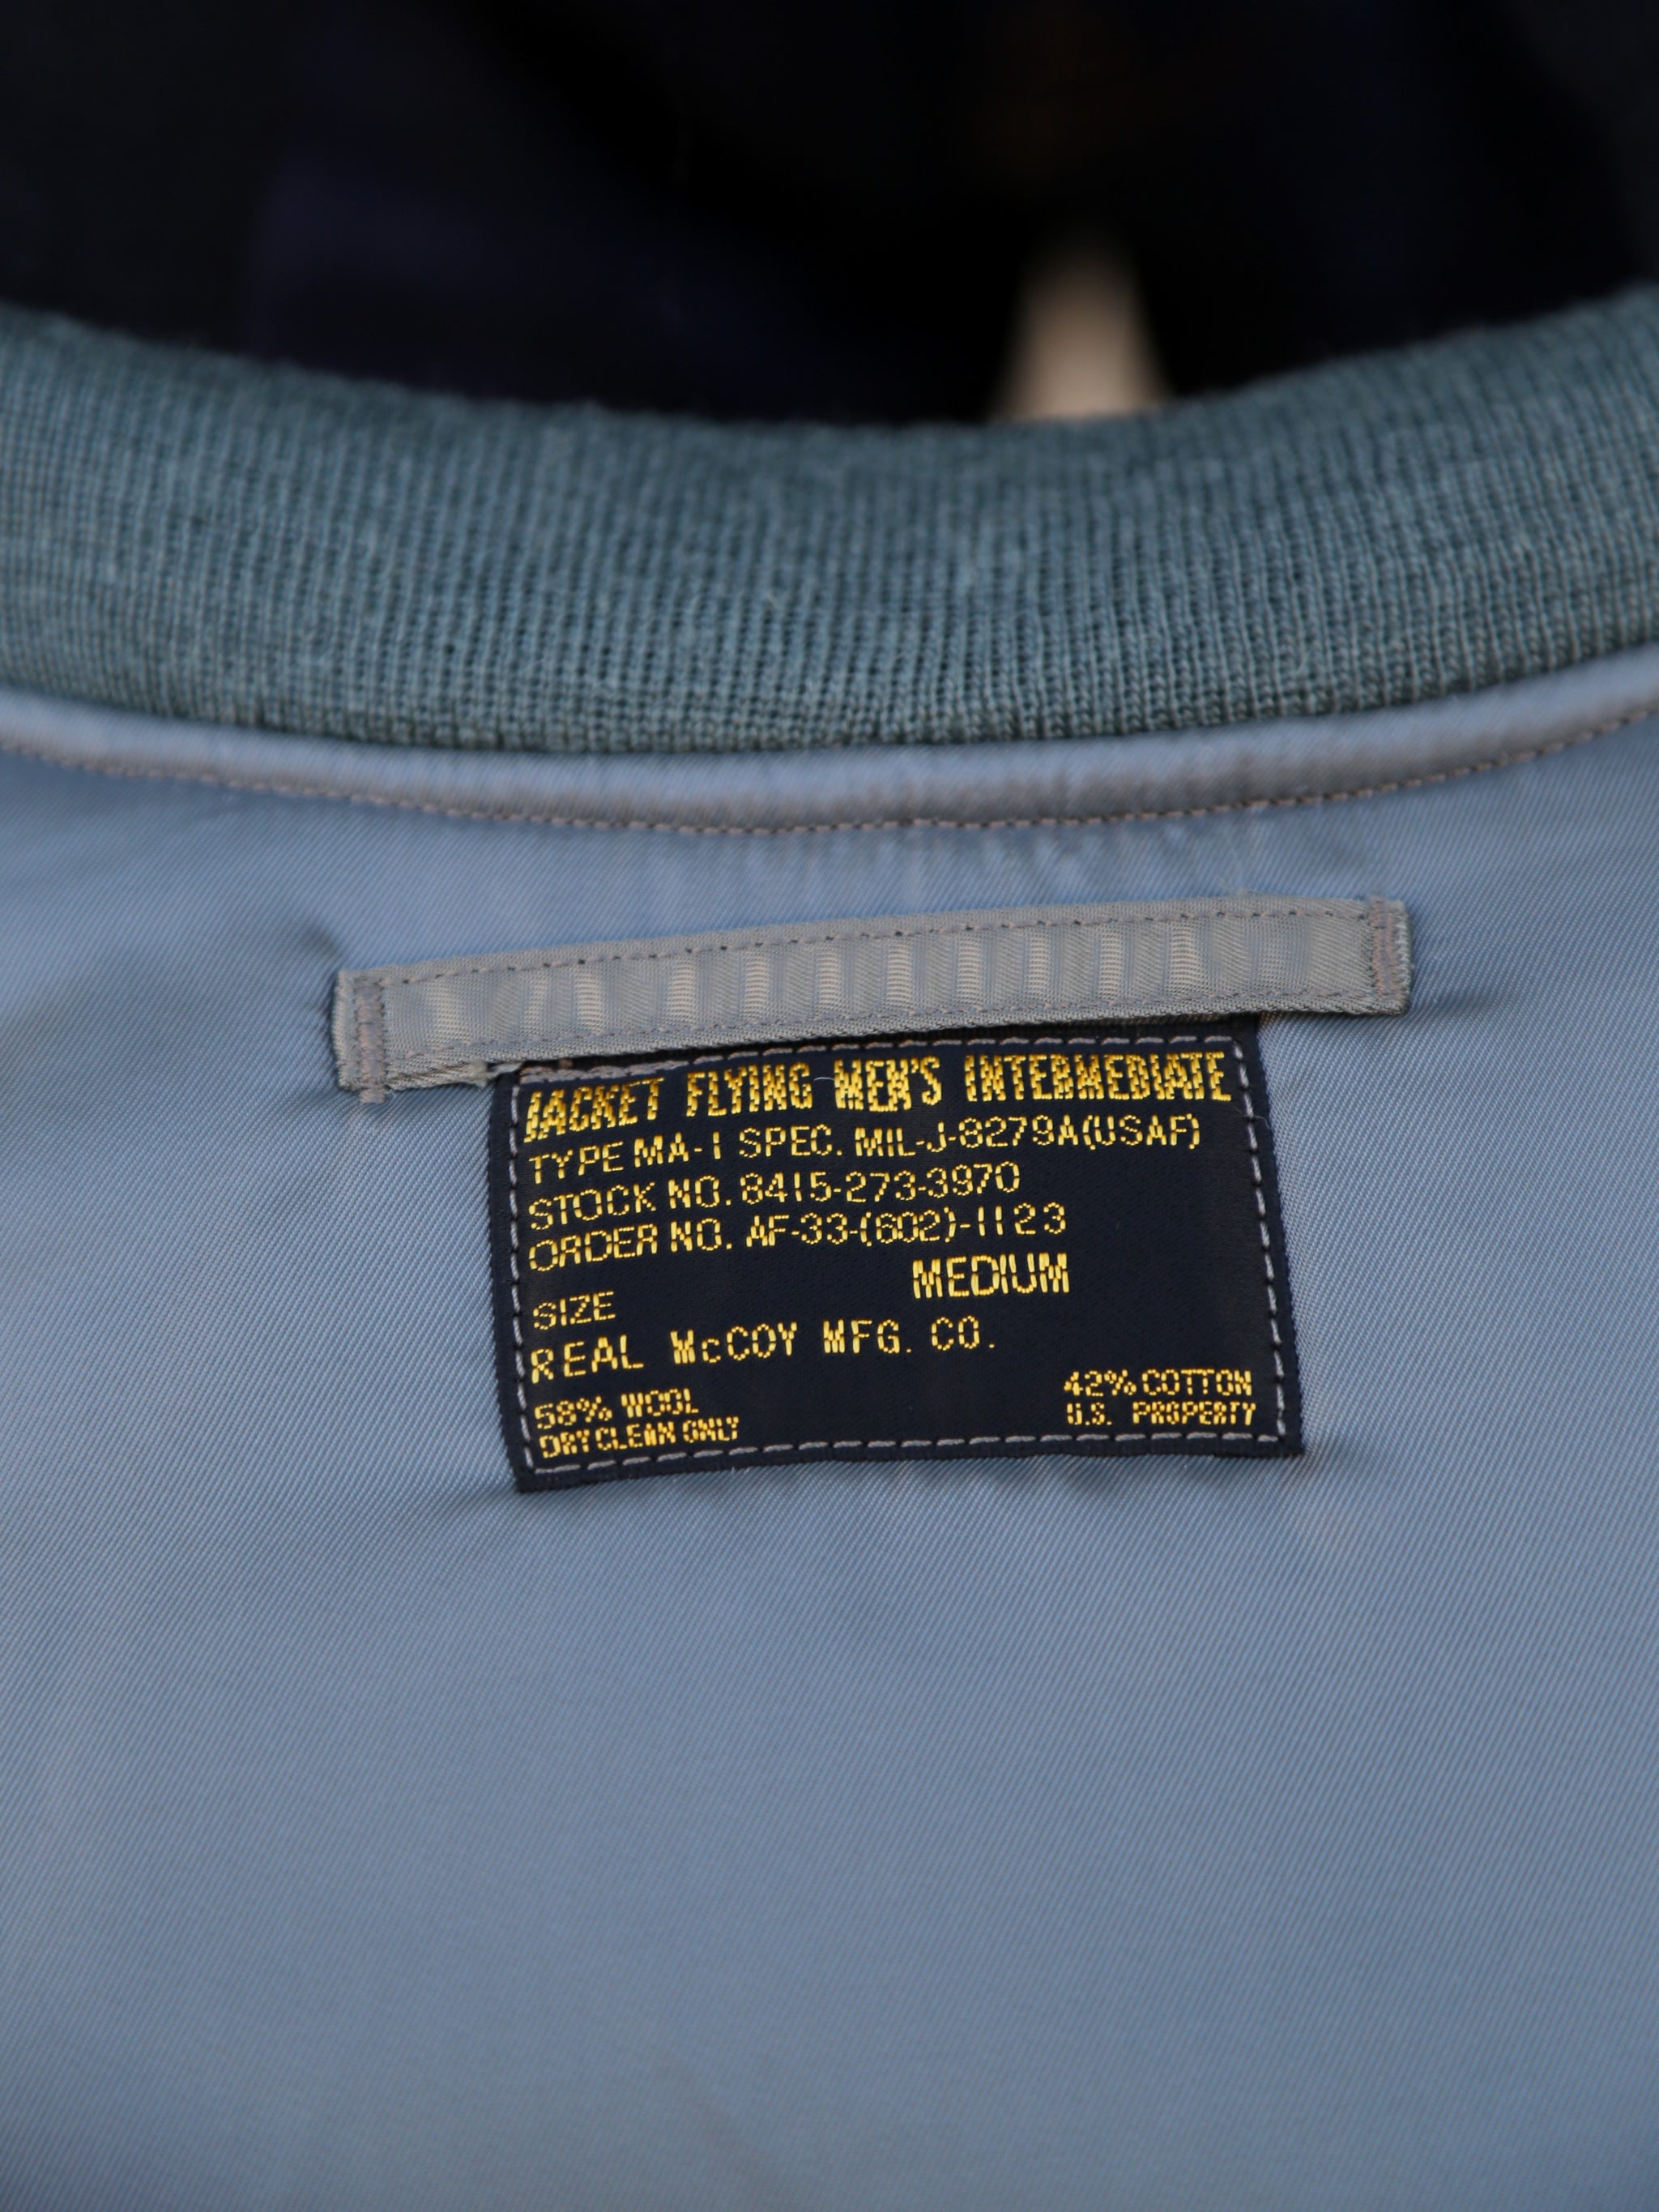 JACKET FLYING MEN'S INTERMEDIATE
TYPE MA-1 SPEC. MIL-J-8279A(USAF)
STOCK NO. 8415-273-3970
ORDER NO. AF-33-(602)-1123
SIZE MEDIUM
REAL McCOY MFG. CO.
58% WOOL 42% COTTON
DRY CLEAN ONLY U.S. PROPERTY